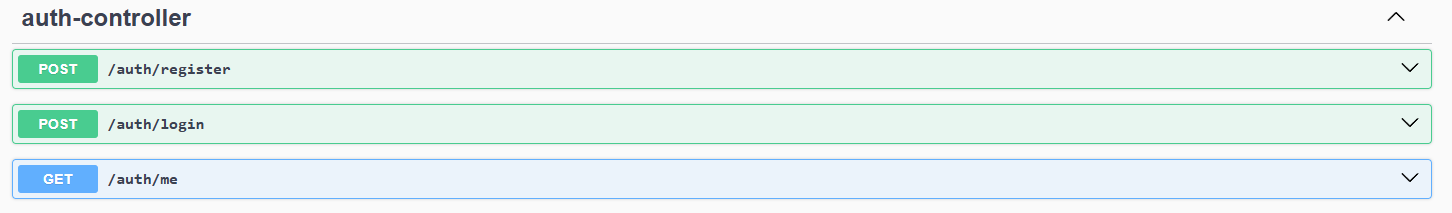 auth-controller
POST /auth/register
POST /auth/login
GET /auth/me